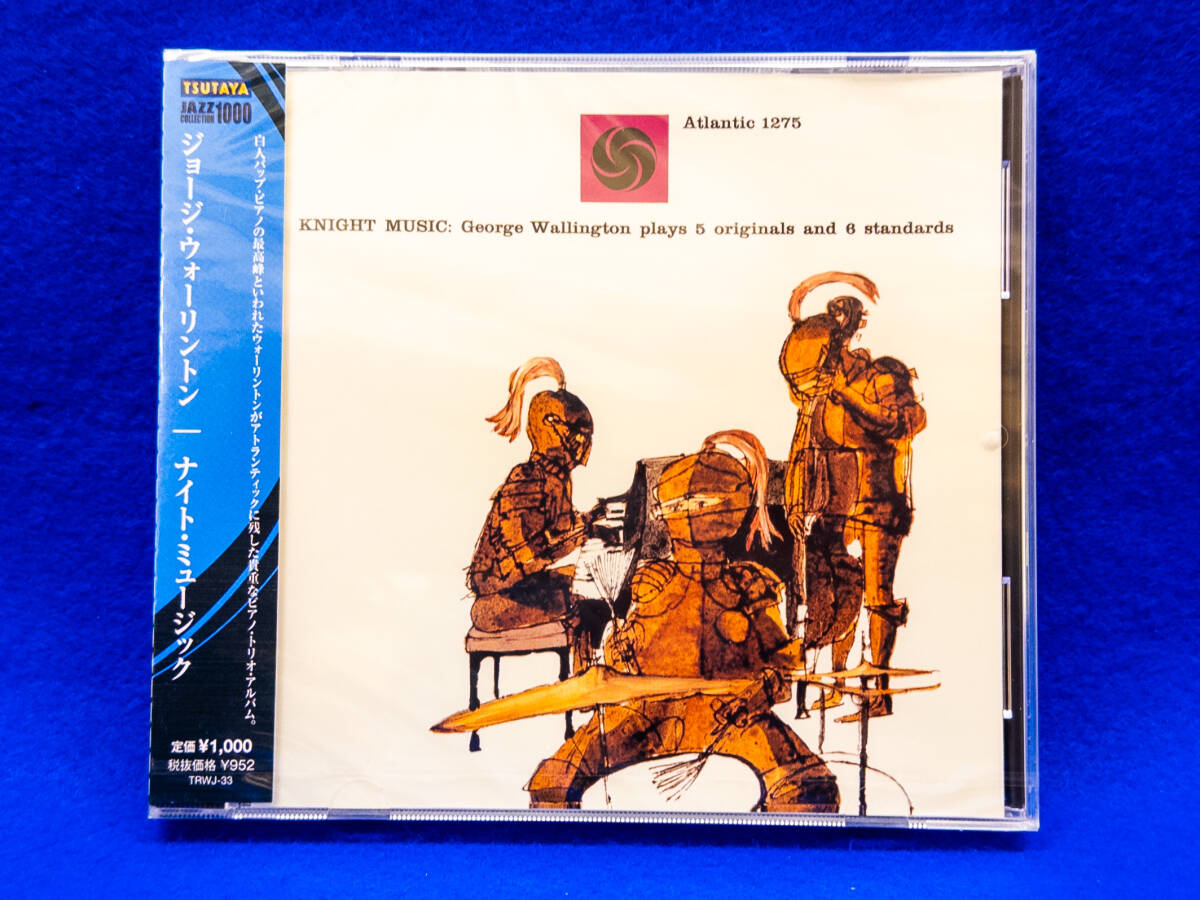 TSUTAYA
JAZZ
COLLECTION 1000
ジョージ・ウォーリントン ― ナイト・ミュージック
白人バップ・ピアノの最高峰といわれたウォーリントンがアトランティックに残した貴重なピアノ・トリオ・アルバム。
定価 ¥1,000
税抜価格 ¥952
TRWJ-33
Atlantic 1275
KNIGHT MUSIC: George Wallington plays 5 originals and 6 standards